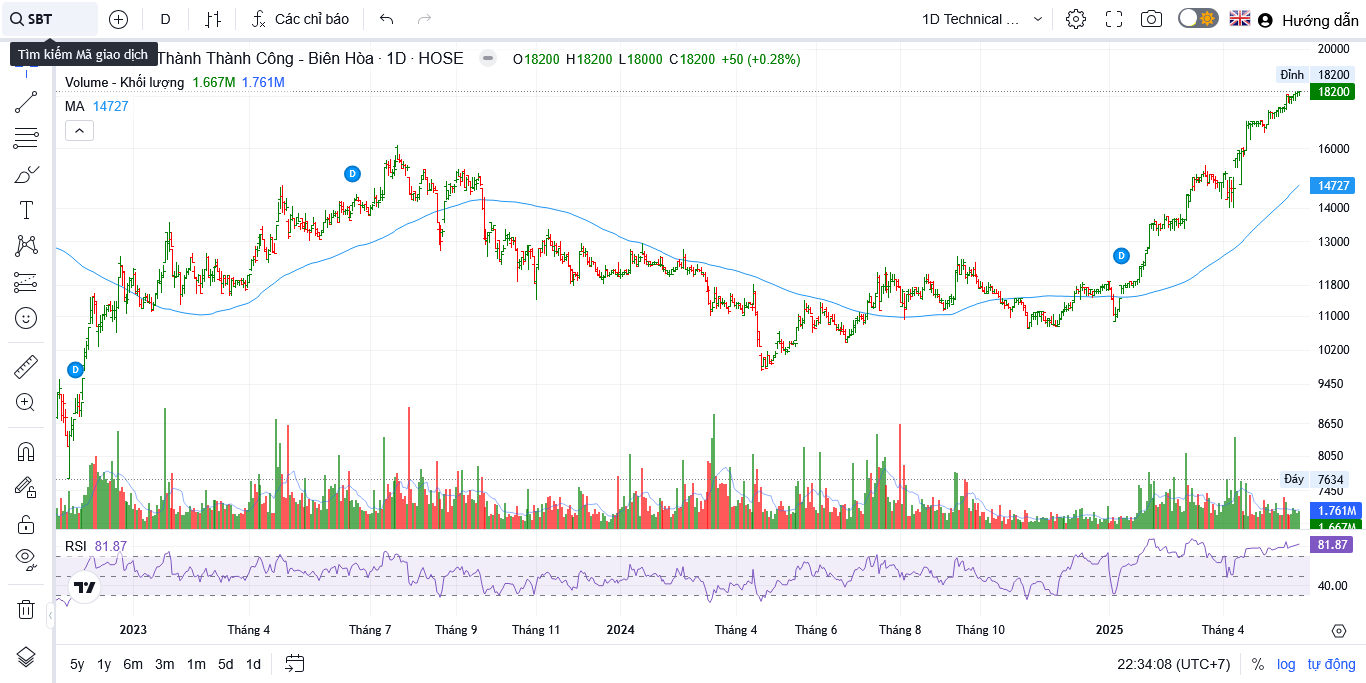 SBT
D
Các chỉ báo
1D Technical ...
Hướng dẫn
Tìm kiếm Mã giao dịch
Thành Thành Công - Biên Hòa · 1D · HOSE
O18200 H18200 L18000 C18200 +50 (+0.28%)
Volume - Khối lượng 1.667M 1.761M
MA 14727
20000
Đỉnh 18200
18200
16000
14727
14000
13000
11800
11000
10200
9450
8650
8050
Đáy 7634
7450
1.761M
1.667M
D
D
D
RSI 81.87
81.87
40.00
2023 Tháng 4 Tháng 7 Tháng 9 Tháng 11 2024 Tháng 4 Tháng 6 Tháng 8 Tháng 10 2025 Tháng 4
5y 1y 6m 3m 1m 5d 1d
22:34:08 (UTC+7) % log tự động